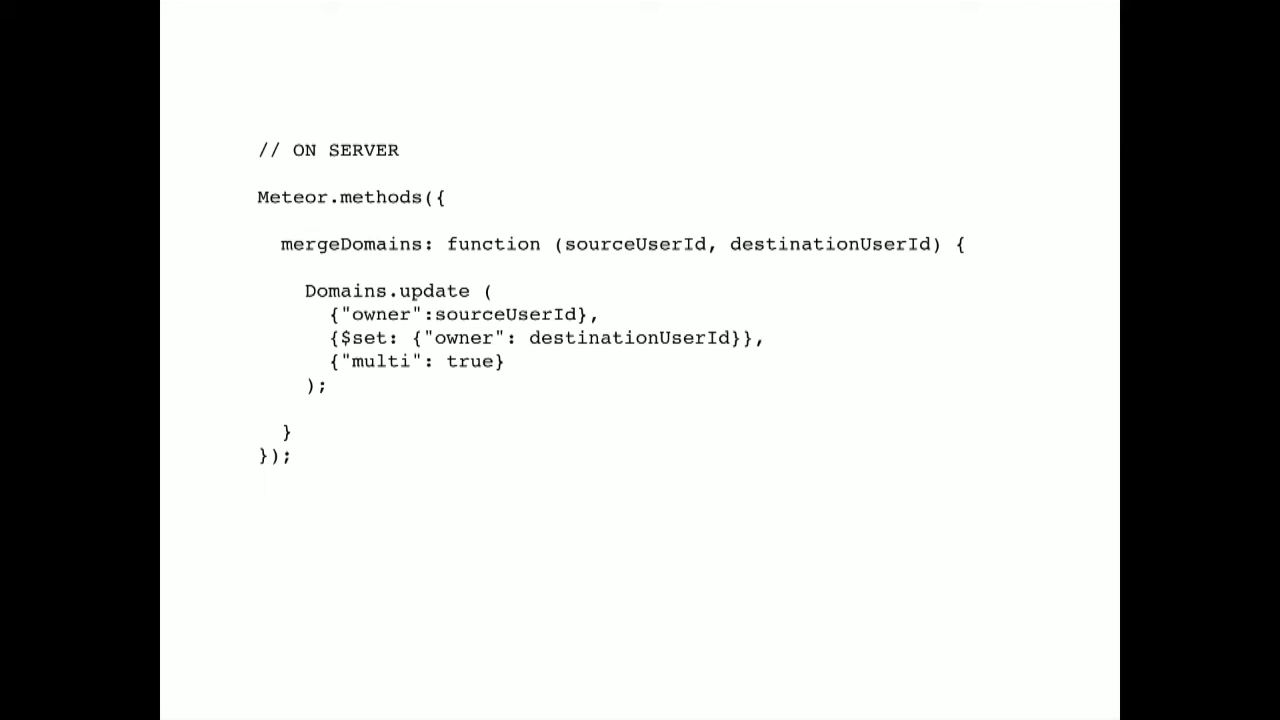 // ON SERVER
Meteor.methods({
mergeDomains: function (sourceUserId, destinationUserId) {
Domains.update (
{"owner":sourceUserId},
{$set: {"owner": destinationUserId}},
{"multi": true}
);
}
});